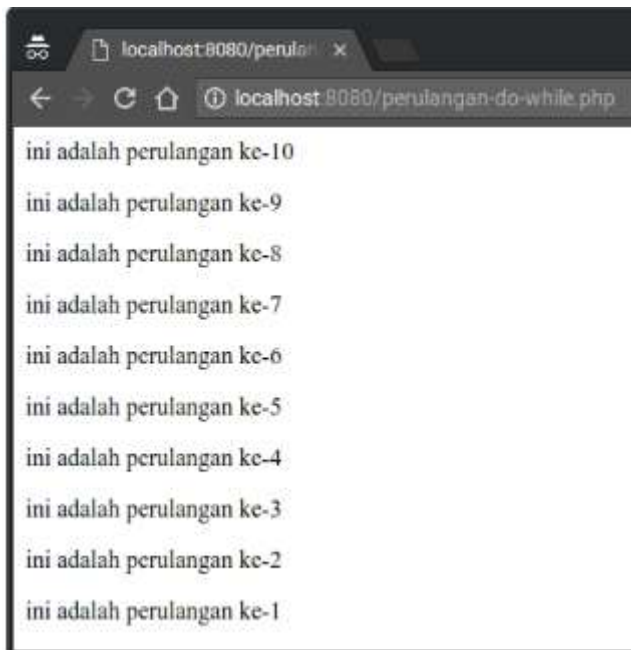 localhost:8080/perulan
localhost:8080/perulangan-do-while.php
ini adalah perulangan ke-10
ini adalah perulangan ke-9
ini adalah perulangan ke-8
ini adalah perulangan ke-7
ini adalah perulangan ke-6
ini adalah perulangan ke-5
ini adalah perulangan ke-4
ini adalah perulangan ke-3
ini adalah perulangan ke-2
ini adalah perulangan ke-1